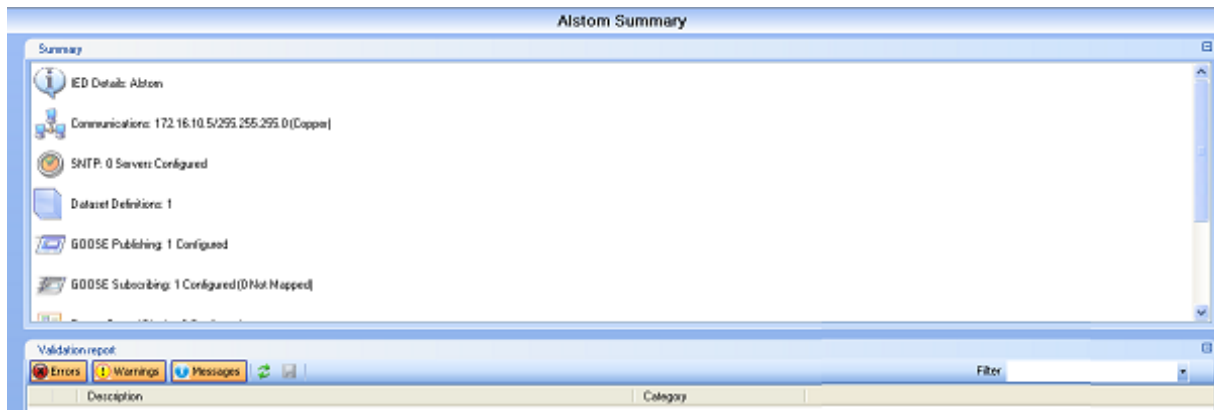 Alstom Summary
Summary
IED Details: Alstom
Communications: 172.16.10.5/255.255.255.0 (Copper)
SNTP: 0 Servers Configured
Dataset Definitions: 1
GOOSE Publishing: 1 Configured
GOOSE Subscribing: 1 Configured (0 Not Mapped)
Validation report
Errors Warnings Messages Filter
Description Category